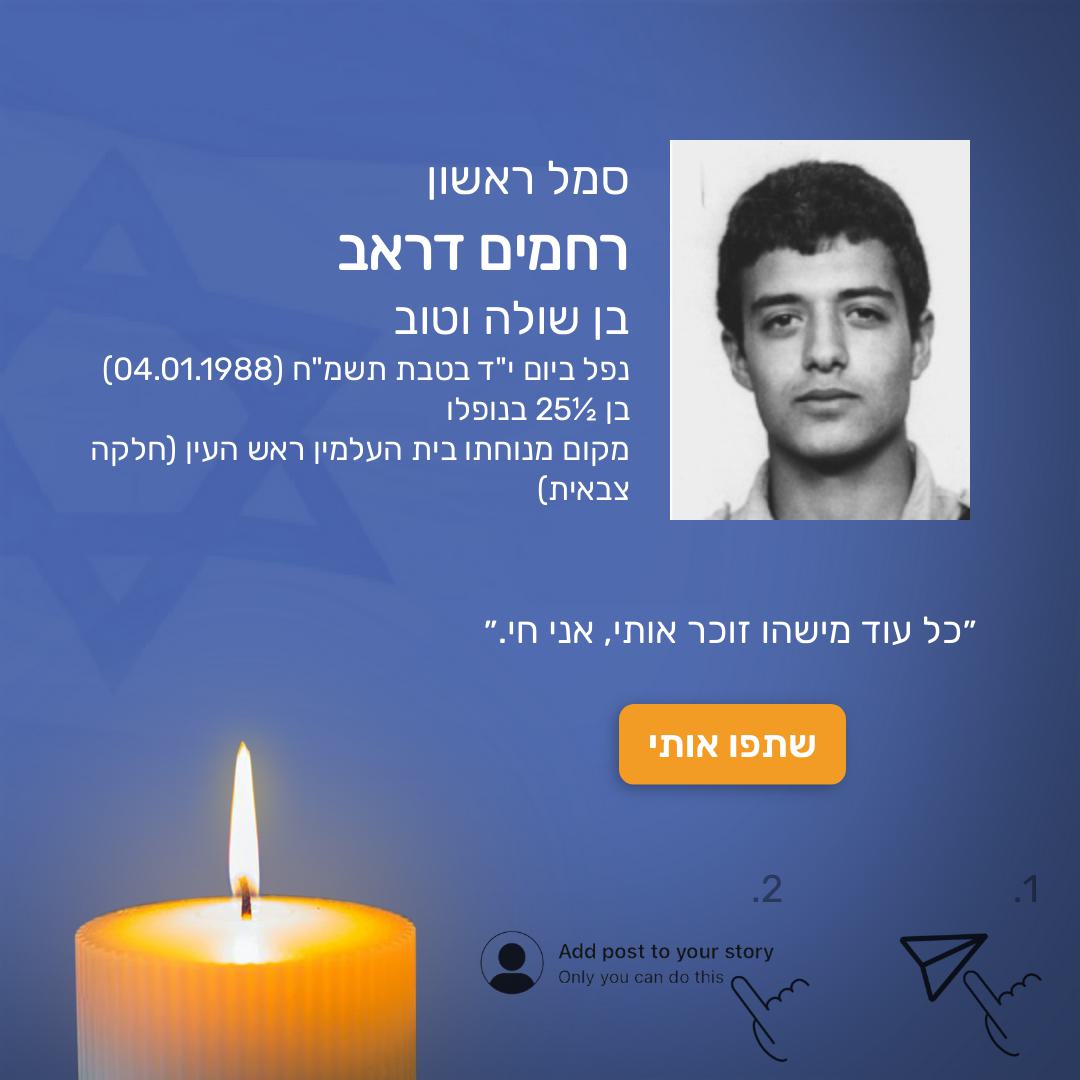 סמל ראשון
רחמים דראב
בן שולה וטוב
נפל ביום י"ד בטבת תשמ"ח (04.01.1988)
בן 25½ בנופלו
מקום מנוחתו בית העלמין ראש העין (חלקה
צבאית)
״כל עוד מישהו זוכר אותי, אני חי.״
שתפו אותי
.1
.2
Add post to your story
Only you can do this